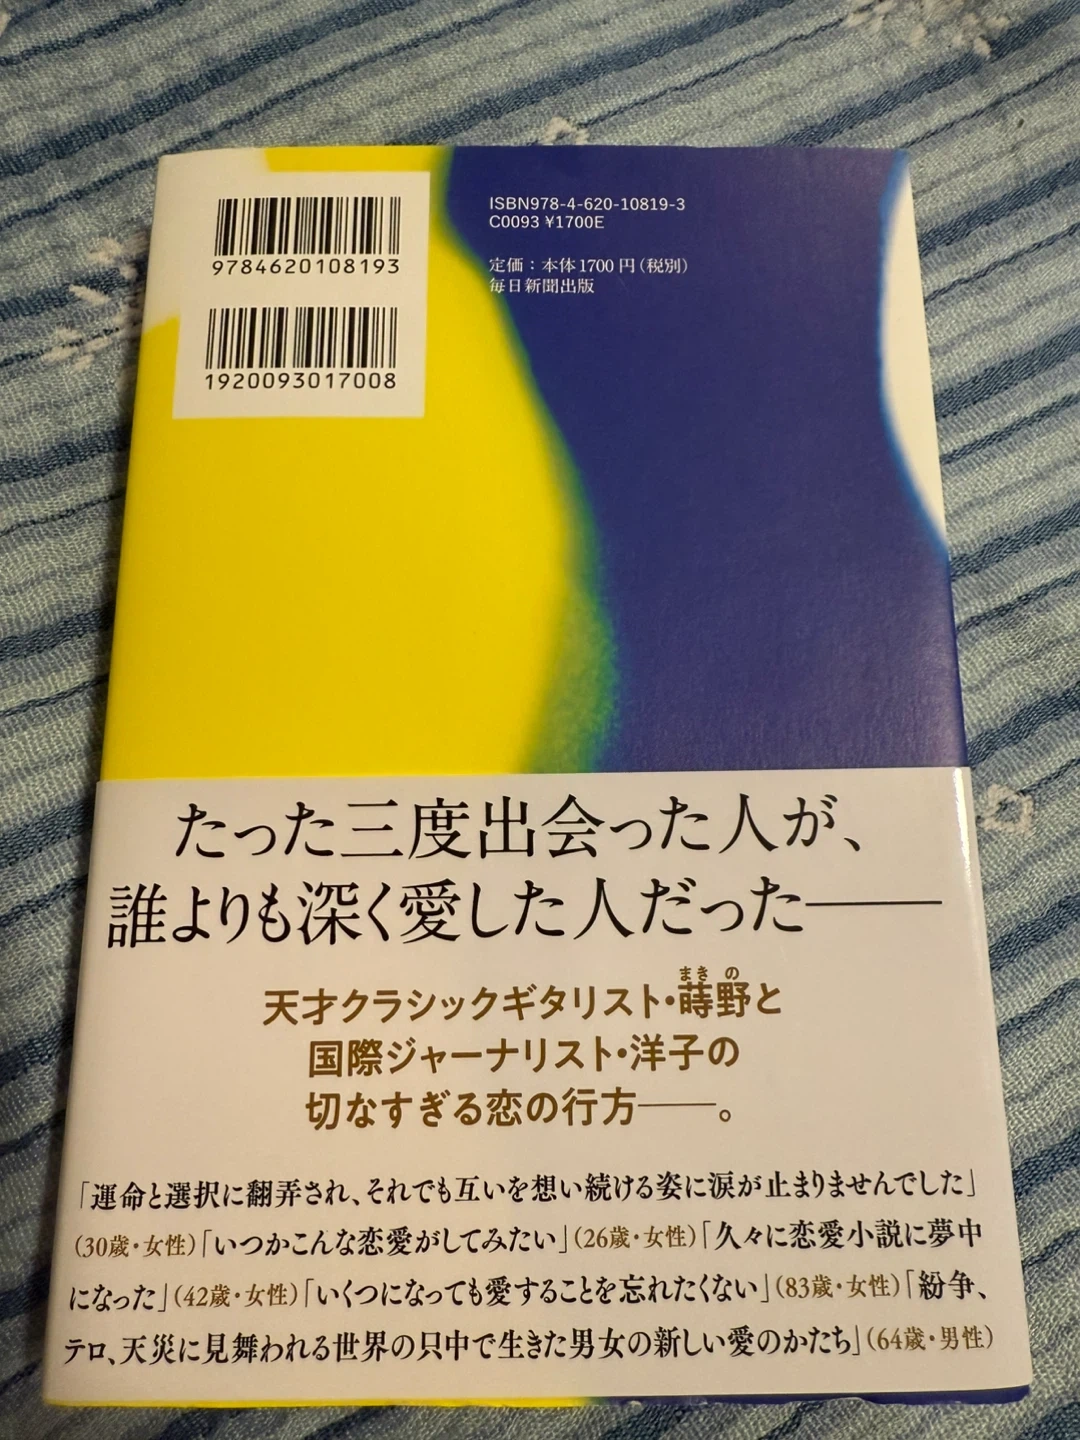 9784620108193
1920093017008
ISBN978-4-620-10819-3
C0093 ¥1700E
定価：本体1700円（税別）
毎日新聞出版
たった三度出会った人が、
誰よりも深く愛した人だった――
まき の
天才クラシックギタリスト・蒔野と
国際ジャーナリスト・洋子の
切なすぎる恋の行方――。
「運命と選択に翻弄され、それでも互いを想い続ける姿に涙が止まりませんでした」
（30歳・女性）「いつかこんな恋愛がしてみたい」（26歳・女性）「久々に恋愛小説に夢中
になった」（42歳・女性）「いくつになっても愛することを忘れたくない」（83歳・女性）「紛争、
テロ、天災に見舞われる世界の只中で生きた男女の新しい愛のかたち」（64歳・男性）